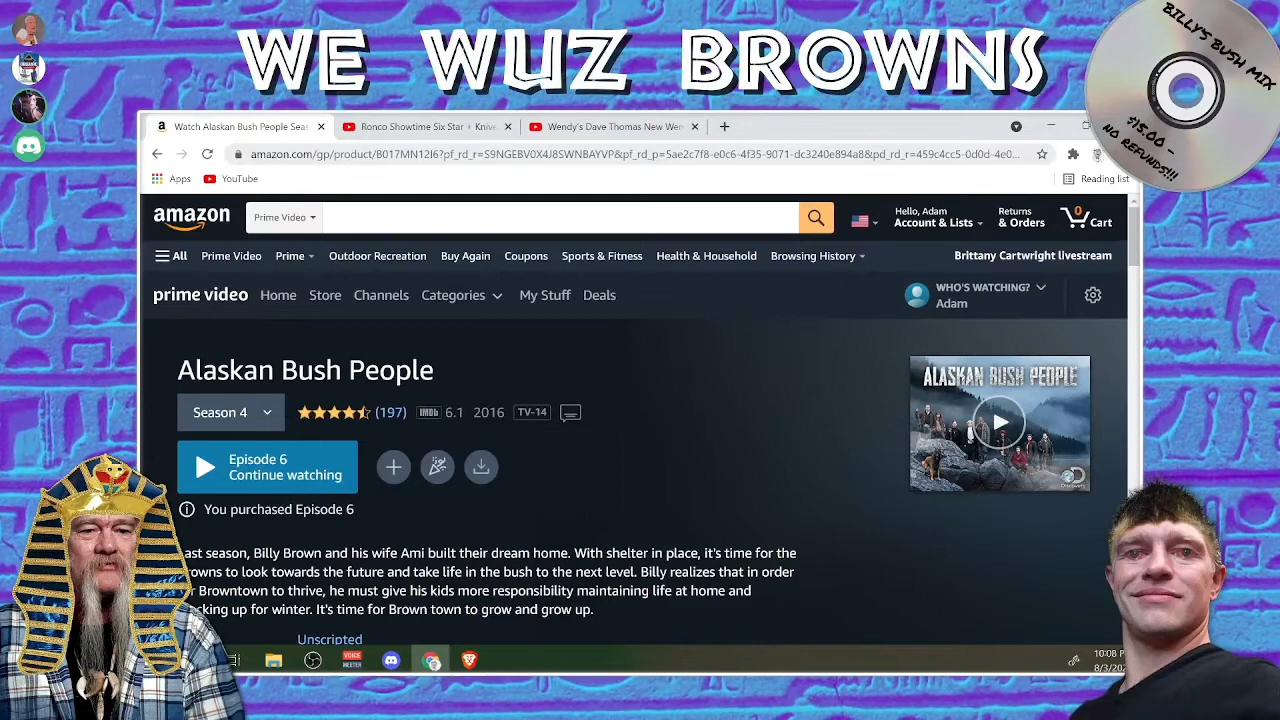 WE WUZ BROWNS
BILLY'S BUSH MIX
$15.00 -
NO REFUNDS!!!
Watch Alaskan Bush People Seas
Ronco Showtime Six Star + Knive
Wendy's Dave Thomas New Wen
amazon.com/gp/product/B017MN12I6?pf_rd_r=S9NGEBV0X4J8SWNBAYVP&pf_rd_p=5ae2c7f8-e0c6-4f35-9071-dc3240e894a8&pd_rd_r=459c4cc5-0d0d-4e0...
Apps
YouTube
Reading list
amazon
Prime Video
Hello, Adam
Account & Lists
Returns
& Orders
0
Cart
All
Prime Video
Prime
Outdoor Recreation
Buy Again
Coupons
Sports & Fitness
Health & Household
Browsing History
Brittany Cartwright livestream
prime video
Home
Store
Channels
Categories
My Stuff
Deals
WHO'S WATCHING?
Adam
Alaskan Bush People
ALASKAN BUSH PEOPLE
Discovery
Season 4
(197)
IMDb
6.1
2016
TV-14
Episode 6
Continue watching
You purchased Episode 6
ast season, Billy Brown and his wife Ami built their dream home. With shelter in place, it's time for the
rowns to look towards the future and take life in the bush to the next level. Billy realizes that in order
r Browntown to thrive, he must give his kids more responsibility maintaining life at home and
cking up for winter. It's time for Brown town to grow and grow up.
Unscripted
VOICE
MEETER
10:08 P
8/3/202